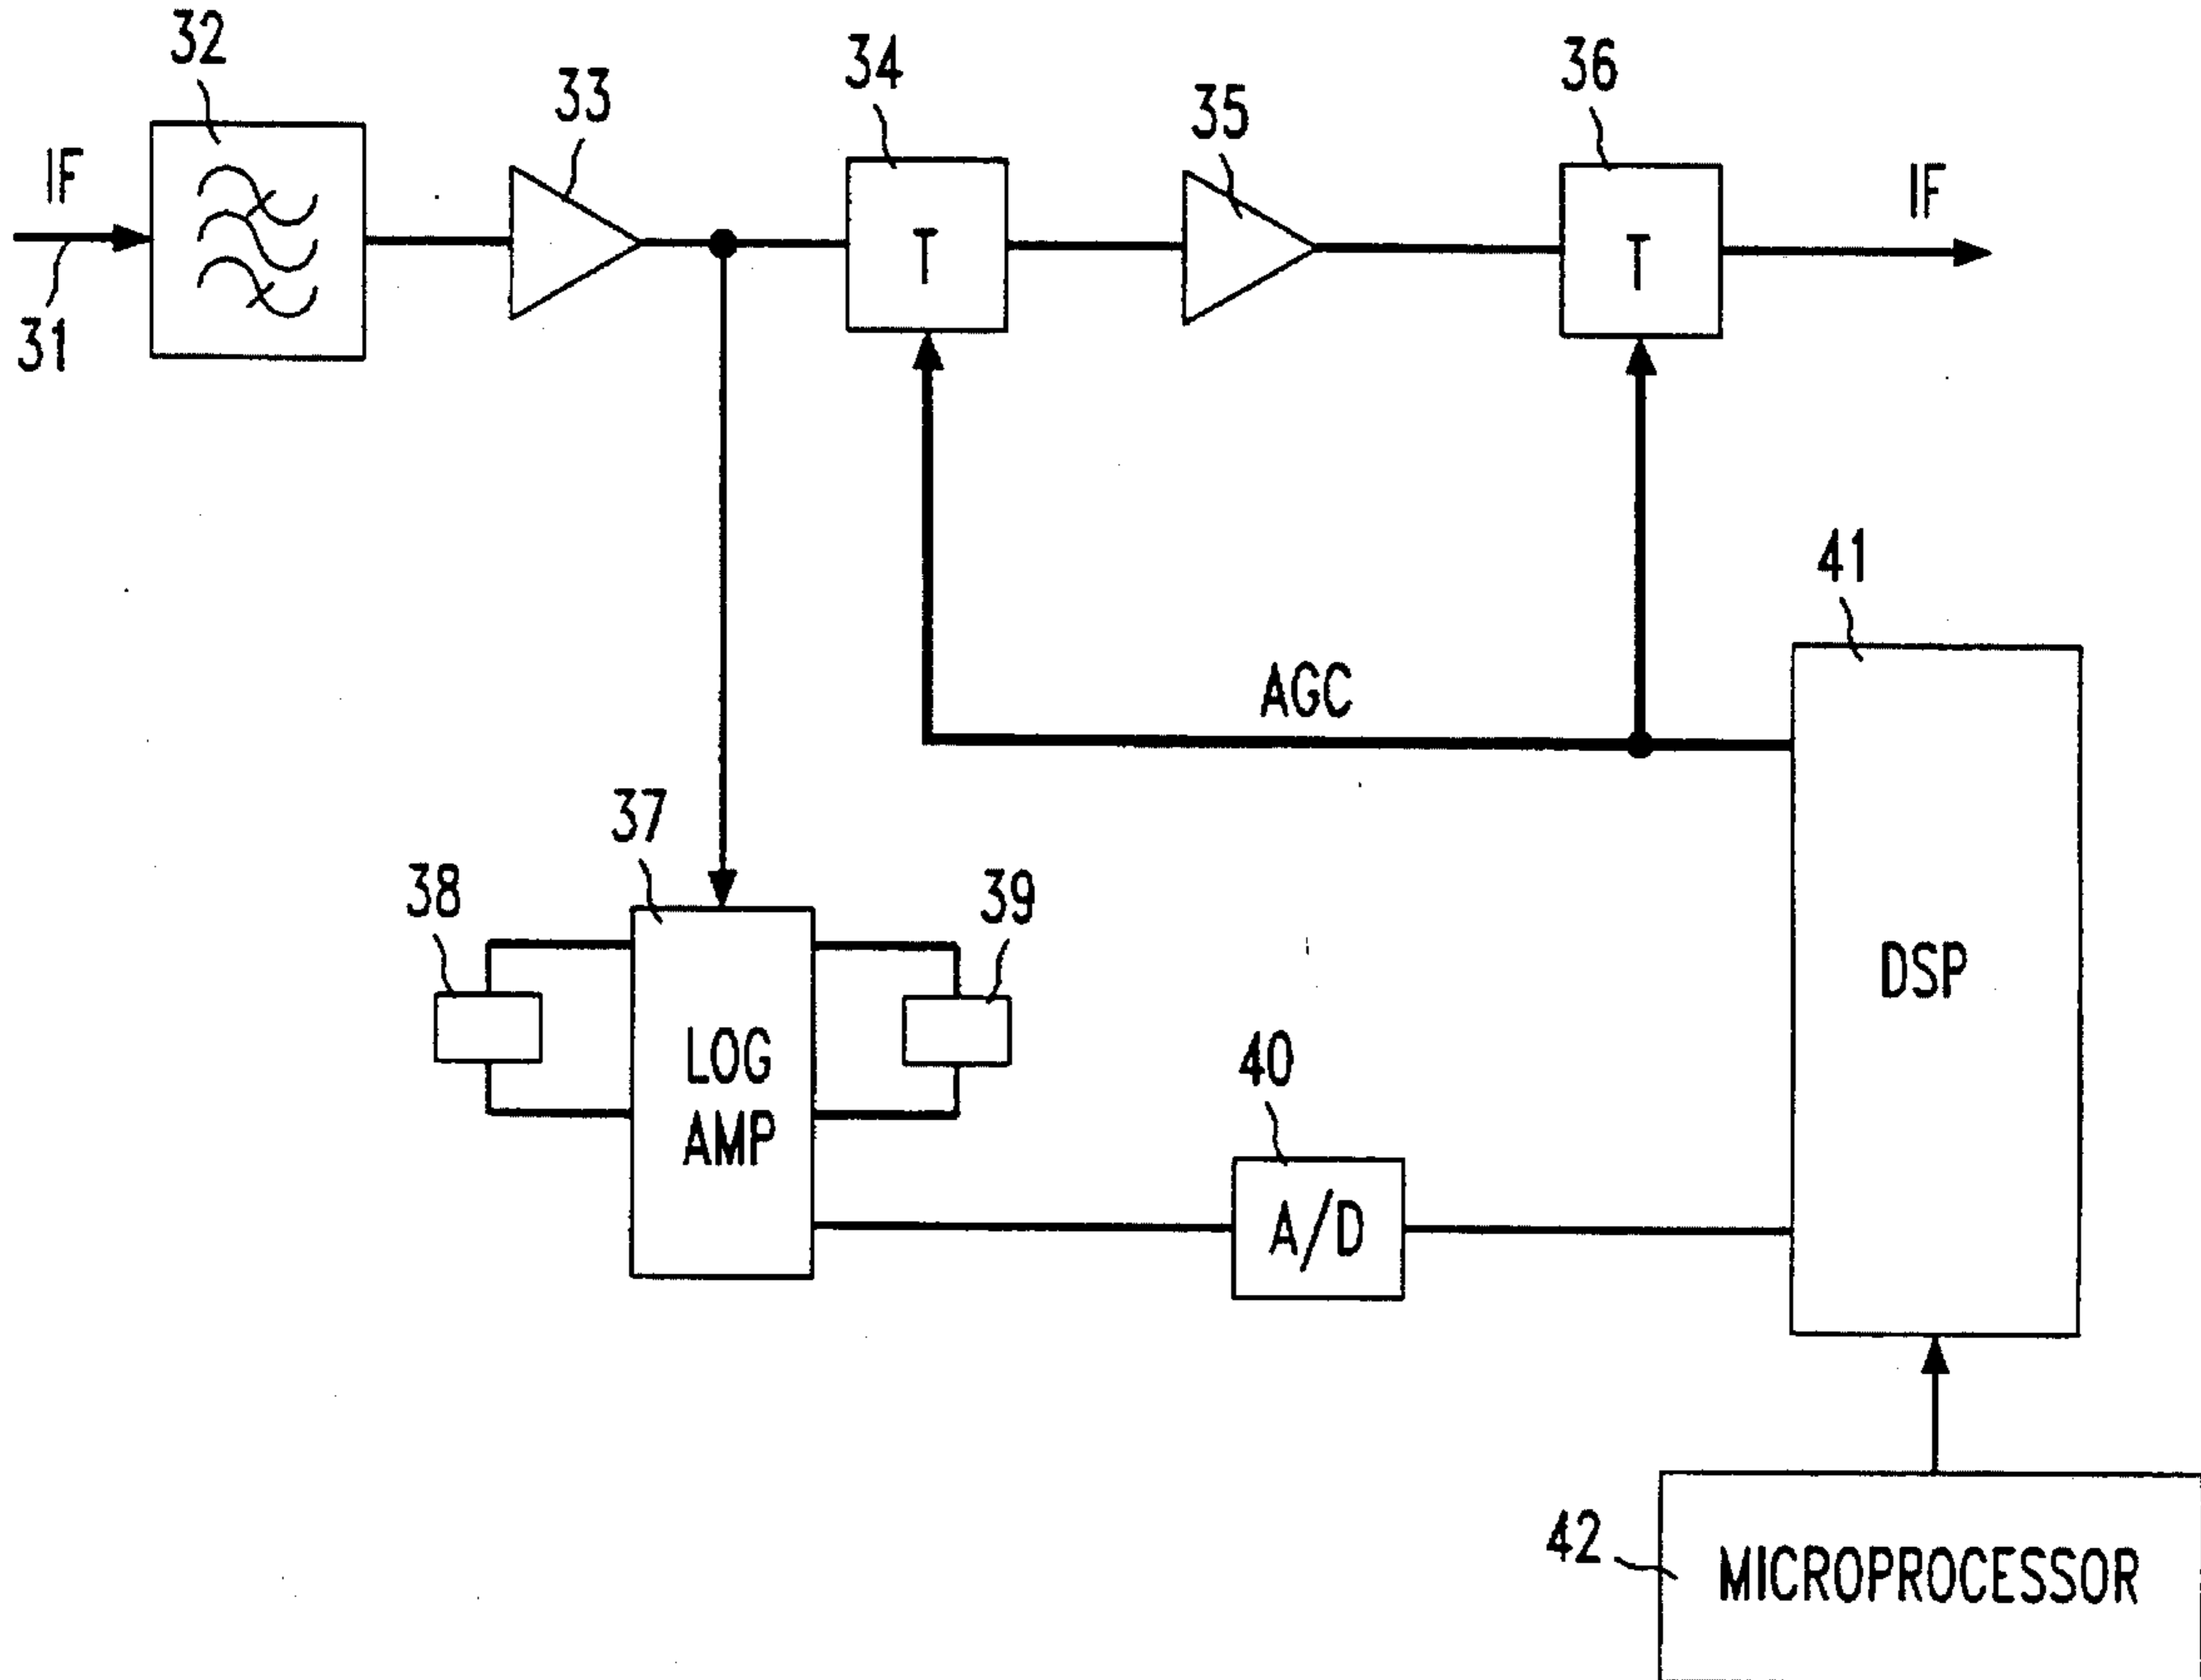 32
33
34
35
36
IF
T
T
IF
31
41
AGC
37
38
39
DSP
LOG
AMP
40
A/D
42
MICROPROCESSOR